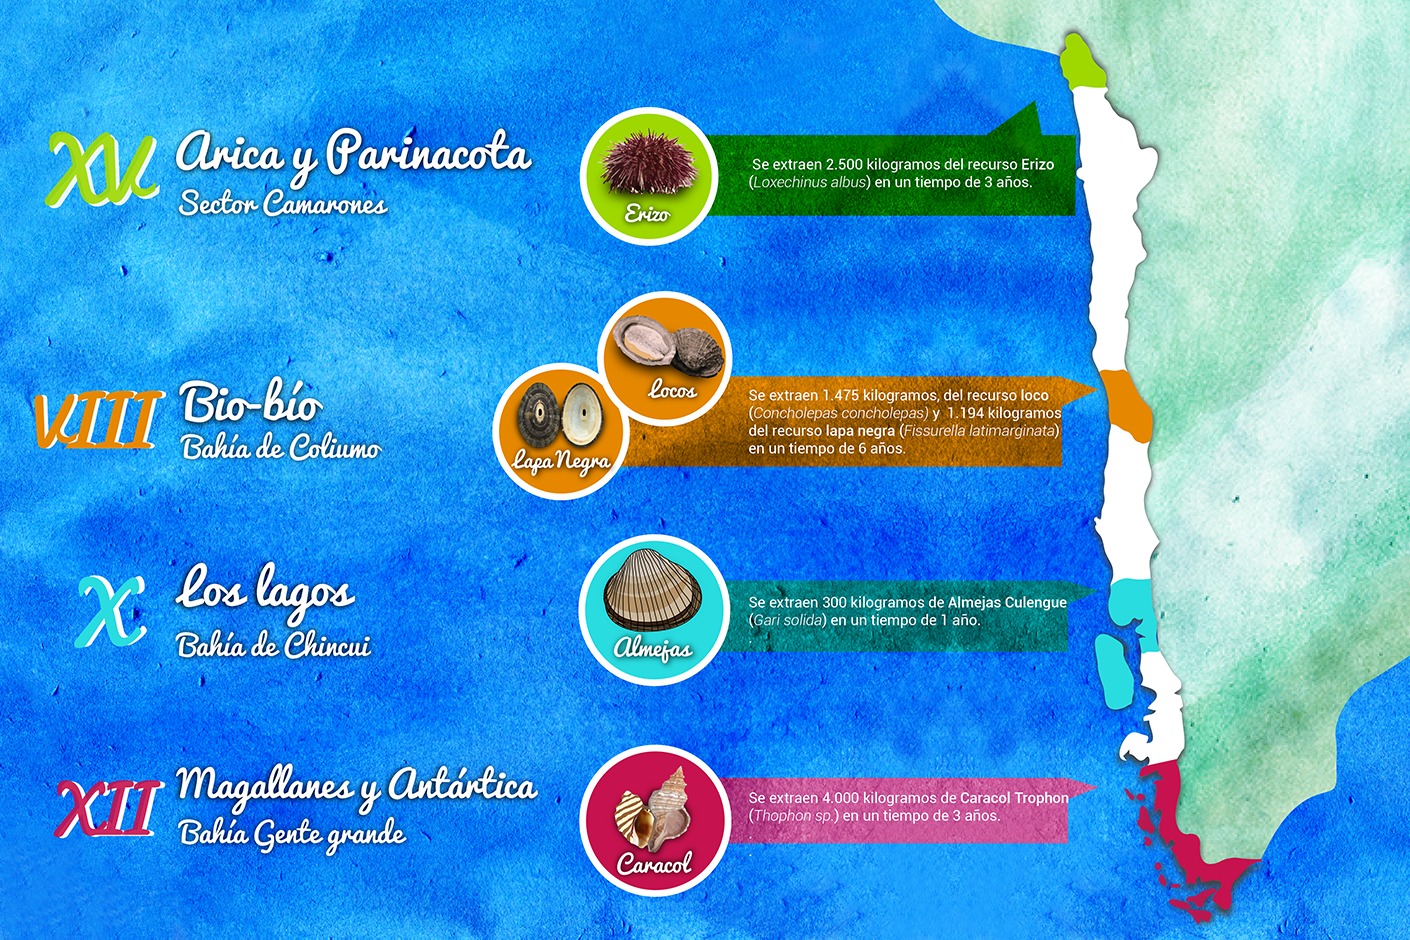 XV
Arica y Parinacota
Sector Camarones
Erizo
Se extraen 2.500 kilogramos del recurso Erizo
(Loxechinus albus) en un tiempo de 3 años.
VIII
Bio-bío
Bahía de Coliumo
Locos
Lapa Negra
Se extraen 1.475 kilogramos, del recurso loco
(Concholepas concholepas) y 1.194 kilogramos
del recurso lapa negra (Fissurella latimarginata)
en un tiempo de 6 años.
X
Los lagos
Bahía de Chincui
Almejas
Se extraen 300 kilogramos de Almejas Culengue
(Gari solida) en un tiempo de 1 año.
.
XII
Magallanes y Antártica
Bahía Gente grande
Caracol
Se extraen 4.000 kilogramos de Caracol Trophon
(Thophon sp.) en un tiempo de 3 años.